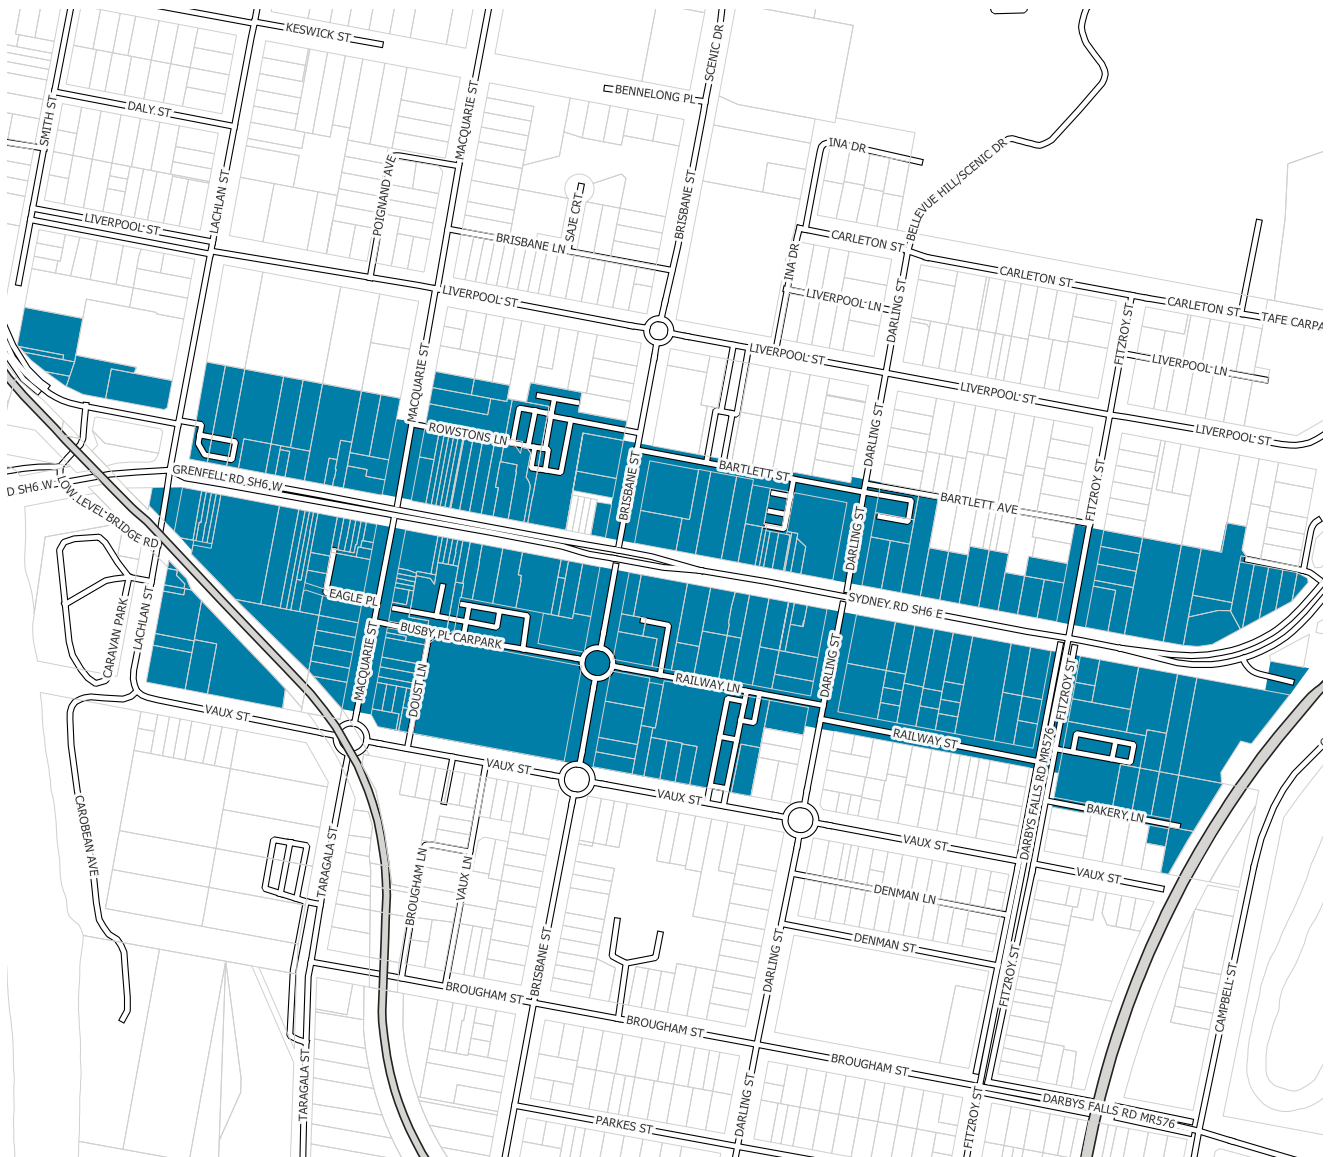 KESWICK ST
SCENIC DR
BENNELONG PL
SMITH ST
DALY ST
MACQUARIE ST
INA DR
BELLEVUE HILL/SCENIC DR
LACHLAN ST
POIGNAND AVE
SAJE CRT
BRISBANE ST
LIVERPOOL ST
BRISBANE LN
CARLETON ST
INA DR
CARLETON ST
CARLETON ST
TAFE CARPA
LIVERPOOL ST
LIVERPOOL LN
DARLING ST
FITZROY ST
LIVERPOOL ST
LIVERPOOL LN
MACQUARIE ST
LIVERPOOL ST
LIVERPOOL ST
ROWSTONS LN
DARLING ST
GRENFELL RD SH6 W
D SH6 W
BRISBANE ST
BARTLETT ST
BARTLETT AVE
FITZROY ST
LOW LEVEL BRIDGE RD
DARLING ST
EAGLE PL
SYDNEY RD SH6 E
CARAVAN PARK
LACHLAN ST
BUSBY PL CARPARK
MACQUARIE ST
DOUST LN
RAILWAY LN
DARLING ST
FITZROY ST
VAUX ST
RAILWAY ST
VAUX ST
VAUX ST
DARBYS FALLS RD MR576
BAKERY LN
CAROBEAN AVE
TARAGALA ST
BROUGHAM LN
VAUX LN
VAUX ST
VAUX ST
DENMAN LN
DENMAN ST
BRISBANE ST
DARLING ST
FITZROY ST
CAMPBELL ST
BROUGHAM ST
BROUGHAM ST
BROUGHAM ST
TARAGALA ST
DARLING ST
FITZROY ST
DARBYS FALLS RD MR576
PARKES ST